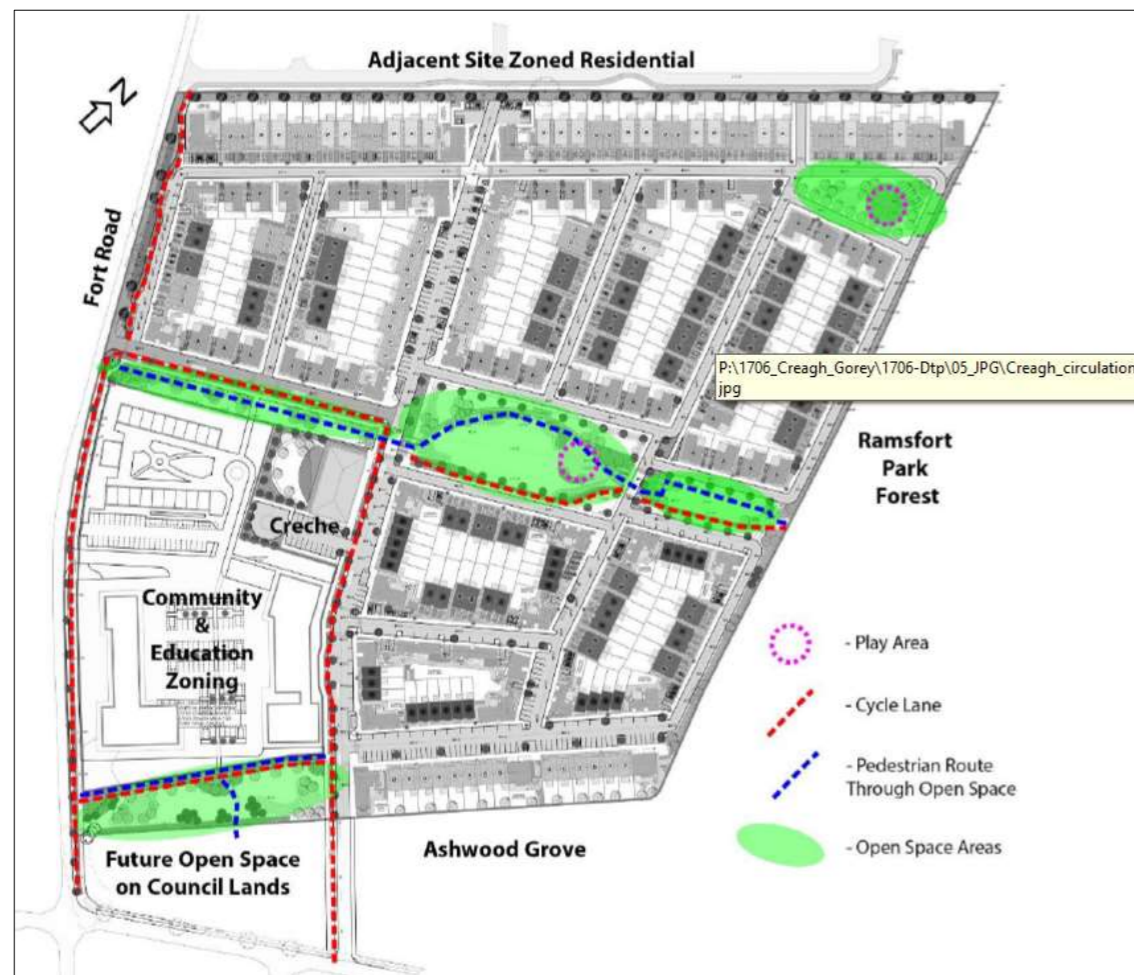 Adjacent Site Zoned Residential
N
Fort Road
P:\1706_Creagh_Gorey\1706-Dtp\05_JPG\Creagh_circulation
jpg
Ramsfort
Park
Forest
Creche
Community
&
Education
Zoning
- Play Area
- Cycle Lane
- Pedestrian Route
Through Open Space
- Open Space Areas
Ashwood Grove
Future Open Space
on Council Lands